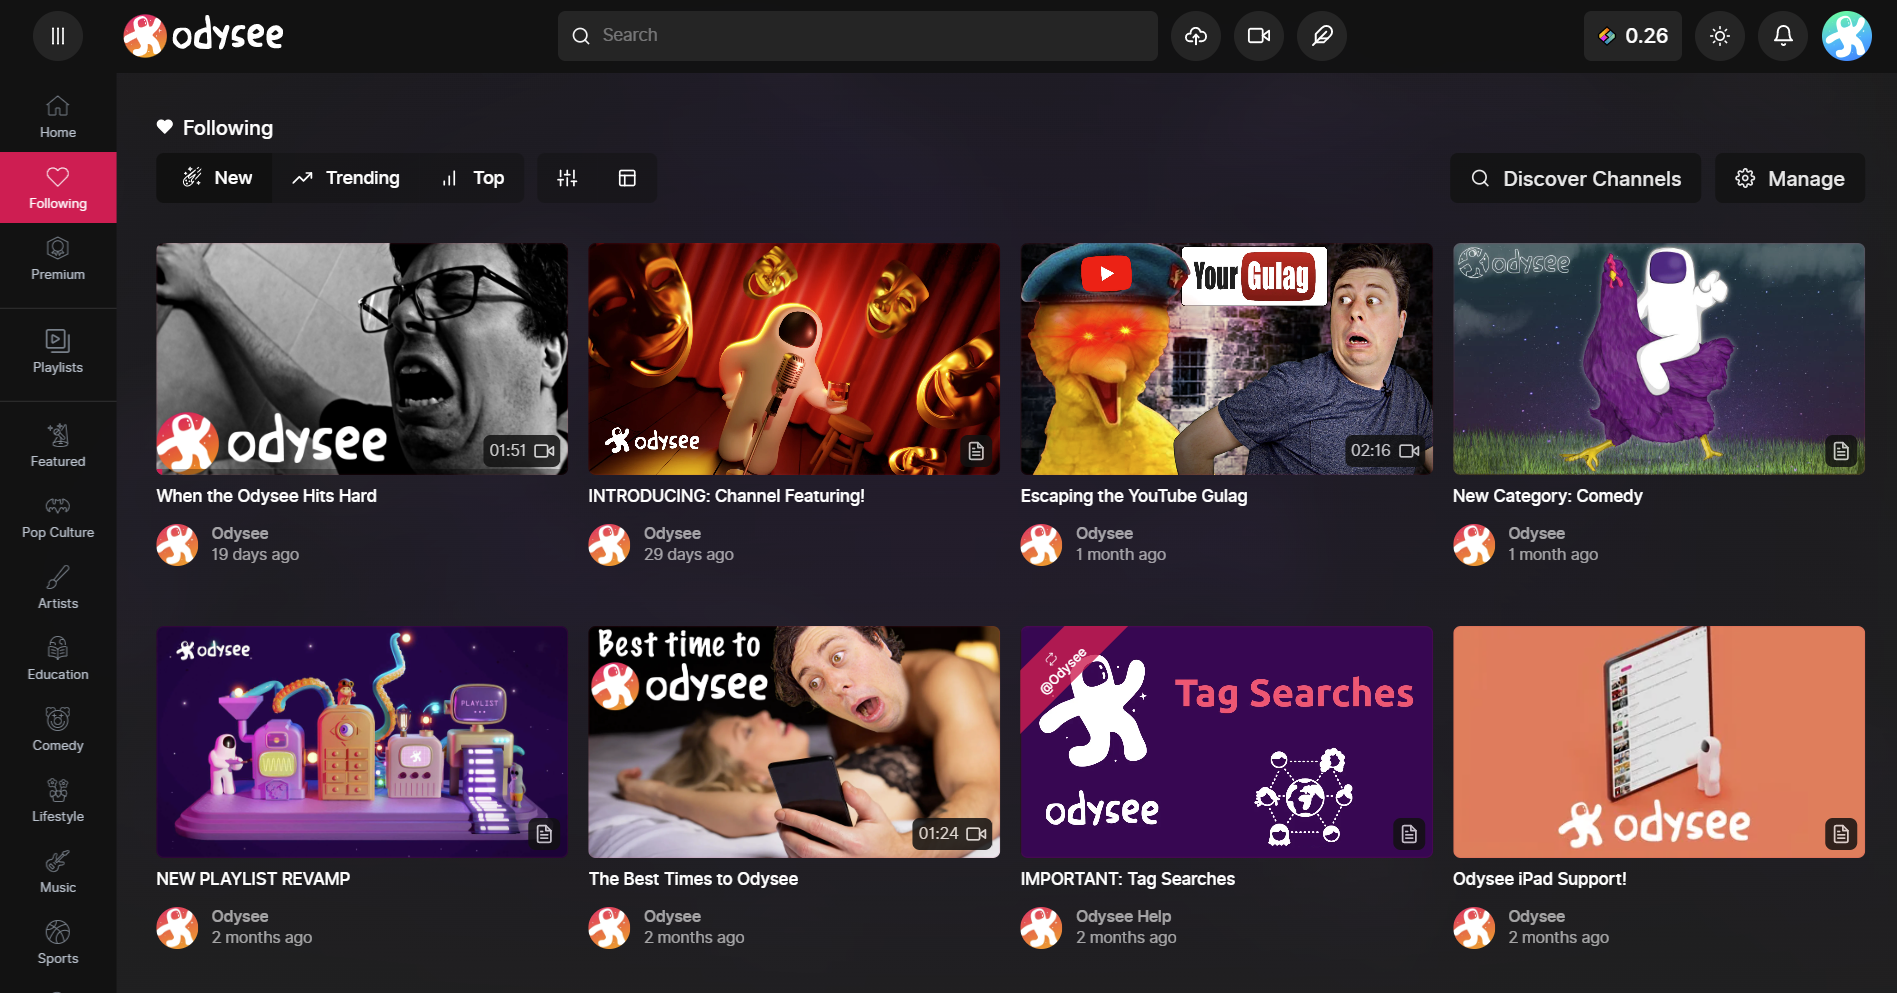 odysee
Search
0.26
Home
Following
Premium
Playlists
Featured
Pop Culture
Artists
Education
Comedy
Lifestyle
Music
Sports
Following
New
Trending
Top
Discover Channels
Manage
odysee
01:51
When the Odysee Hits Hard
Odysee
19 days ago
odysee
INTRODUCING: Channel Featuring!
Odysee
29 days ago
Your Gulag
02:16
Escaping the YouTube Gulag
Odysee
1 month ago
odysee
New Category: Comedy
Odysee
1 month ago
odysee
PLAYLIST
NEW PLAYLIST REVAMP
Odysee
2 months ago
Best time to
odysee
01:24
The Best Times to Odysee
Odysee
2 months ago
@Odysee
Tag Searches
odysee
IMPORTANT: Tag Searches
Odysee Help
2 months ago
odysee
Odysee iPad Support!
Odysee
2 months ago